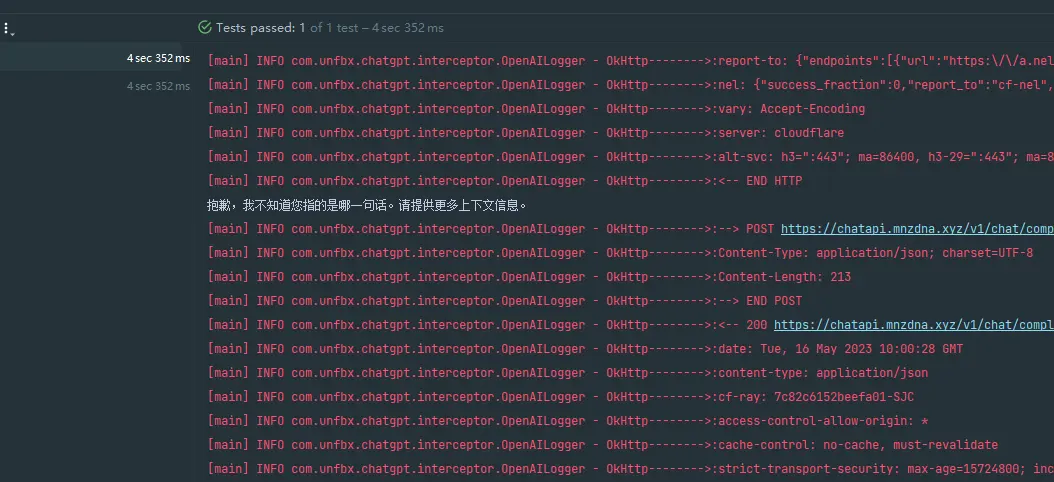 Tests passed: 1 of 1 test – 4 sec 352 ms
4 sec 352 ms
4 sec 352 ms
[main] INFO com.unfbx.chatgpt.interceptor.OpenAILogger - OkHttp-------->:report-to: {"endpoints":[{"url":"https:\/\/a.nel
[main] INFO com.unfbx.chatgpt.interceptor.OpenAILogger - OkHttp-------->:nel: {"success_fraction":0,"report_to":"cf-nel",
[main] INFO com.unfbx.chatgpt.interceptor.OpenAILogger - OkHttp-------->:vary: Accept-Encoding
[main] INFO com.unfbx.chatgpt.interceptor.OpenAILogger - OkHttp-------->:server: cloudflare
[main] INFO com.unfbx.chatgpt.interceptor.OpenAILogger - OkHttp-------->:alt-svc: h3=":443"; ma=86400, h3-29=":443"; ma=8
[main] INFO com.unfbx.chatgpt.interceptor.OpenAILogger - OkHttp-------->:<-- END HTTP
抱歉，我不知道您指的是哪一句话。请提供更多上下文信息。
[main] INFO com.unfbx.chatgpt.interceptor.OpenAILogger - OkHttp-------->:--> POST https://chatapi.mnzdna.xyz/v1/chat/comp
[main] INFO com.unfbx.chatgpt.interceptor.OpenAILogger - OkHttp-------->:Content-Type: application/json; charset=UTF-8
[main] INFO com.unfbx.chatgpt.interceptor.OpenAILogger - OkHttp-------->:Content-Length: 213
[main] INFO com.unfbx.chatgpt.interceptor.OpenAILogger - OkHttp-------->:--> END POST
[main] INFO com.unfbx.chatgpt.interceptor.OpenAILogger - OkHttp-------->:<-- 200 https://chatapi.mnzdna.xyz/v1/chat/compl
[main] INFO com.unfbx.chatgpt.interceptor.OpenAILogger - OkHttp-------->:date: Tue, 16 May 2023 10:00:28 GMT
[main] INFO com.unfbx.chatgpt.interceptor.OpenAILogger - OkHttp-------->:content-type: application/json
[main] INFO com.unfbx.chatgpt.interceptor.OpenAILogger - OkHttp-------->:cf-ray: 7c82c6152beefa01-SJC
[main] INFO com.unfbx.chatgpt.interceptor.OpenAILogger - OkHttp-------->:access-control-allow-origin: *
[main] INFO com.unfbx.chatgpt.interceptor.OpenAILogger - OkHttp-------->:cache-control: no-cache, must-revalidate
[main] INFO com.unfbx.chatgpt.interceptor.OpenAILogger - OkHttp-------->:strict-transport-security: max-age=15724800; inc